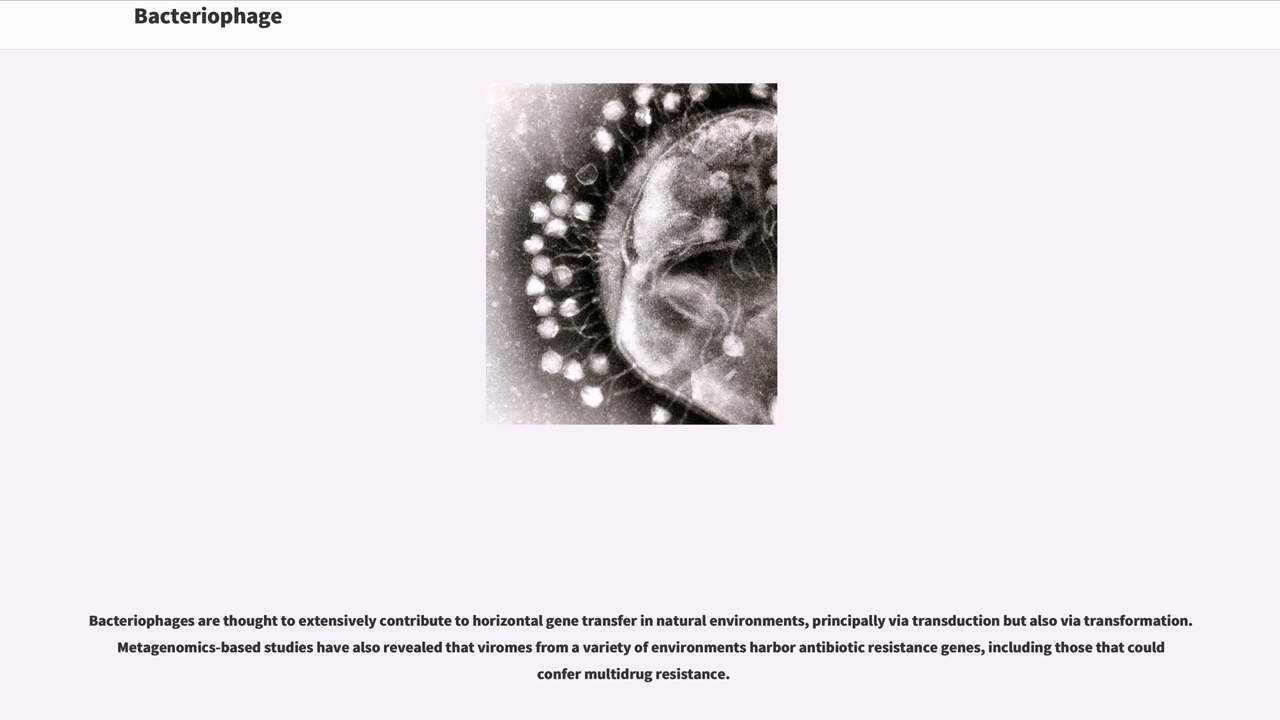 Bacteriophage
Bacteriophages are thought to extensively contribute to horizontal gene transfer in natural environments, principally via transduction but also via transformation.
Metagenomics-based studies have also revealed that viromes from a variety of environments harbor antibiotic resistance genes, including those that could
confer multidrug resistance.